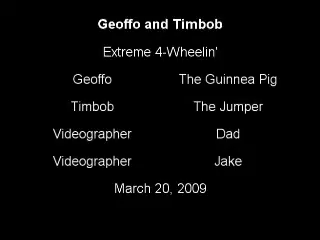 Geoffo and Timbob
Extreme 4-Wheelin'
Geoffo The Guinnea Pig
Timbob The Jumper
Videographer Dad
Videographer Jake
March 20, 2009